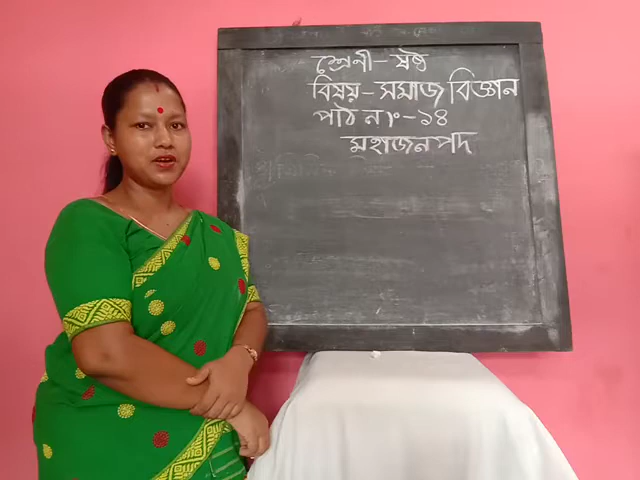 শ্রেণী - ষষ্ঠ
বিষয় - সমাজ বিজ্ঞান
পাঠ নং - ১৪
মহাজনপদ